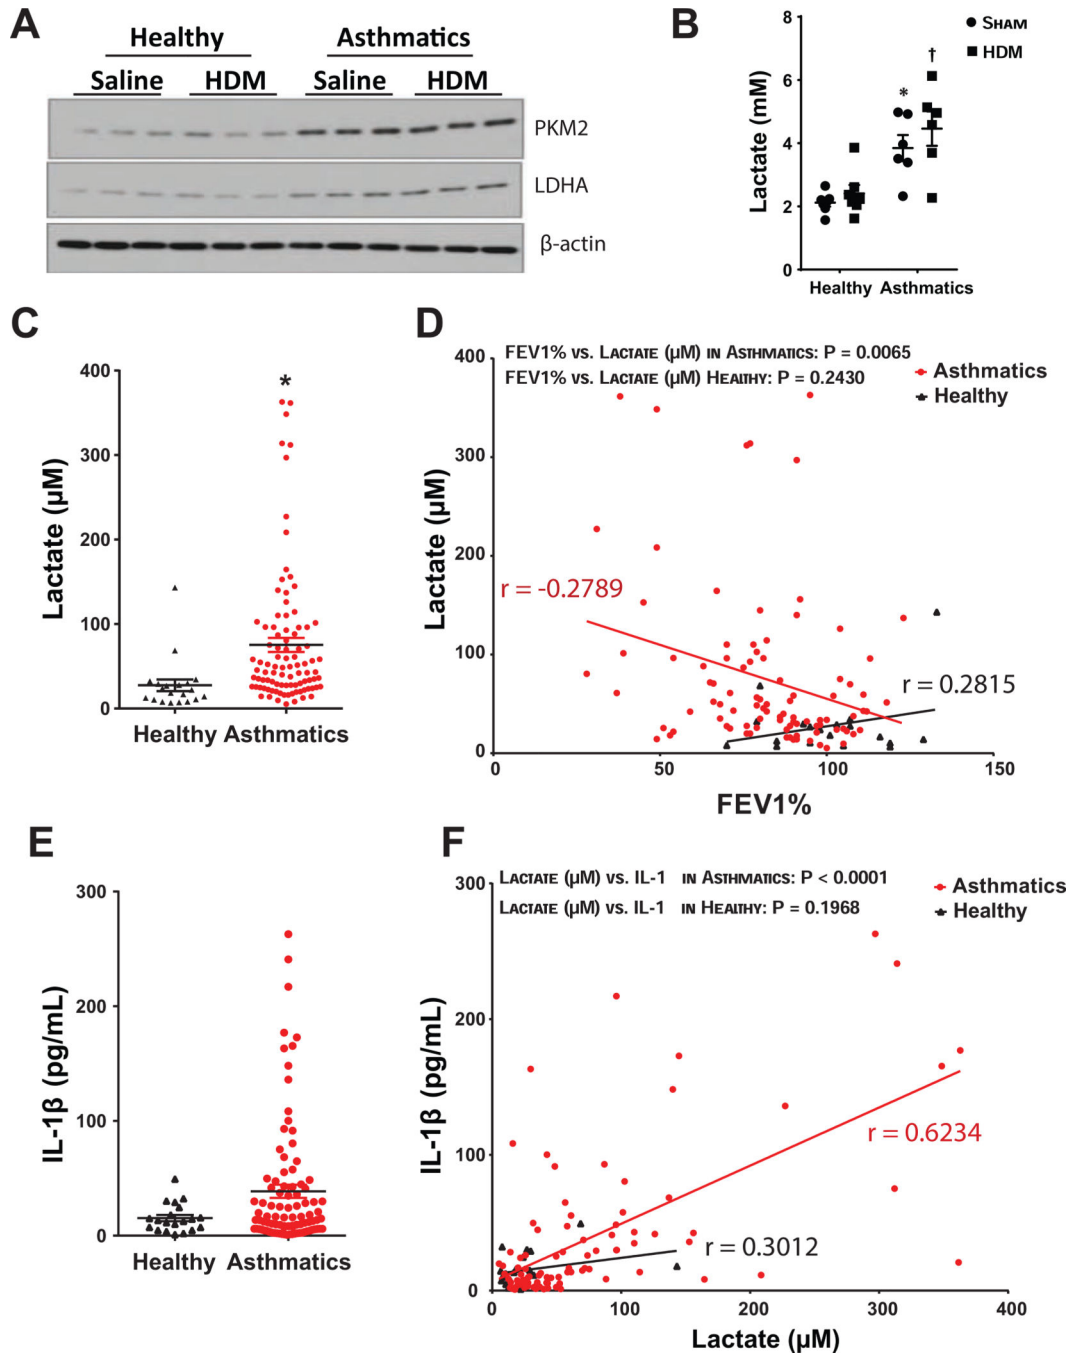 A
Healthy
Asthmatics
Saline
HDM
Saline
HDM
PKM2
LDHA
β-actin
B
Sham
HDM
Lactate (mM)
8
6
4
2
0
*
†
Healthy
Asthmatics
C
Lactate (µM)
400
300
200
100
0
*
Healthy
Asthmatics
D
FEV1% vs. Lactate (µM) in Asthmatics: P = 0.0065
FEV1% vs. Lactate (µM) Healthy: P = 0.2430
Asthmatics
Healthy
Lactate (µM)
400
300
200
100
0
r = -0.2789
r = 0.2815
50
100
150
FEV1%
E
IL-1β (pg/mL)
300
200
100
0
Healthy
Asthmatics
F
Lactate (µM) vs. IL-1 in Asthmatics: P < 0.0001
Lactate (µM) vs. IL-1 in Healthy: P = 0.1968
Asthmatics
Healthy
IL-1β (pg/mL)
300
200
100
0
r = 0.6234
r = 0.3012
0
100
200
300
400
Lactate (µM)